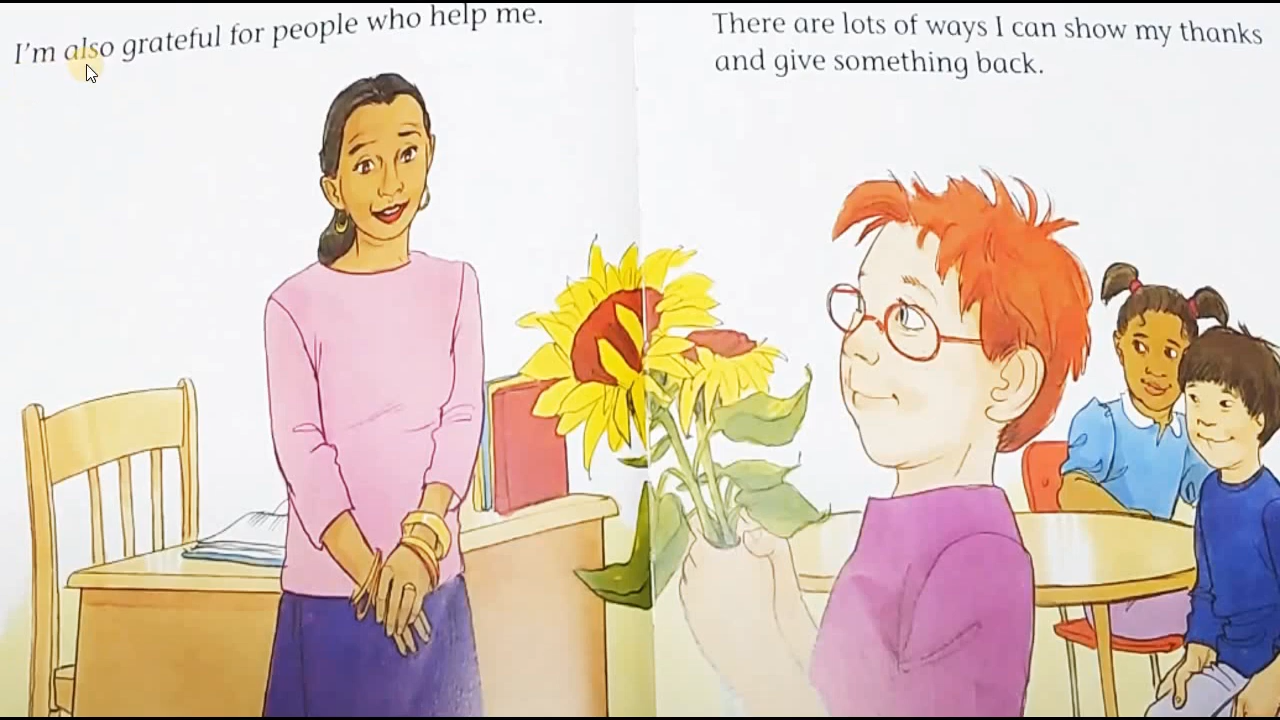 I'm also grateful for people who help me.
There are lots of ways I can show my thanks
and give something back.